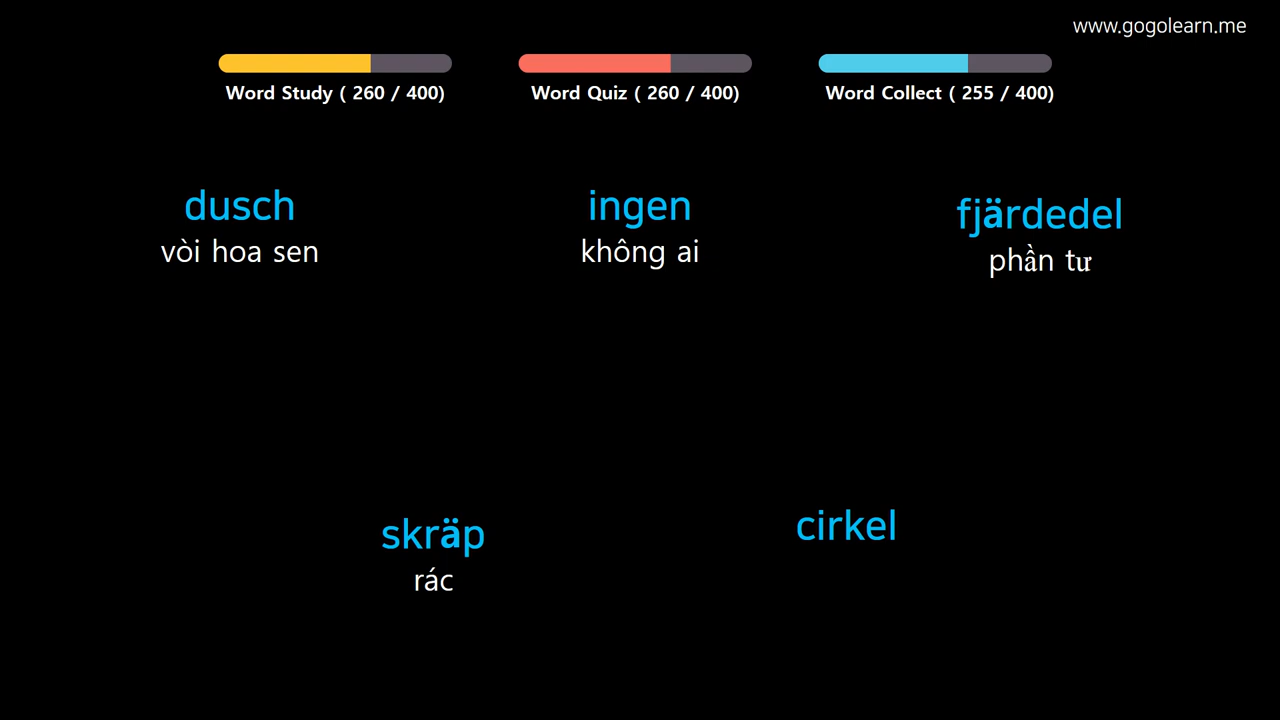 www.gogolearn.me
Word Study ( 260 / 400)
Word Quiz ( 260 / 400)
Word Collect ( 255 / 400)
dusch
vòi hoa sen
ingen
không ai
fjärdedel
phần tư
skräp
rác
cirkel